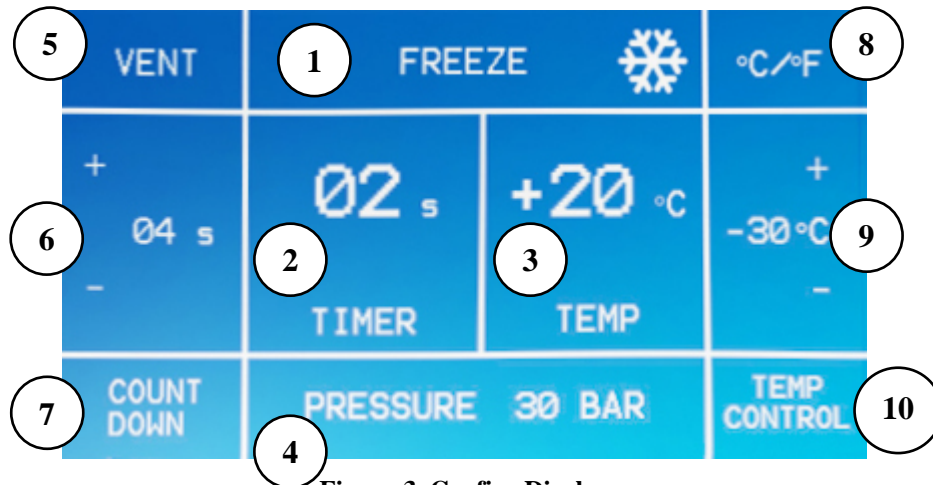 5 VENT 1 FREEZE °C/°F 8
+ 02 s +20 °C +
6 04 s 2 3 -30°C 9
- TIMER TEMP -
7 COUNT DOWN PRESSURE 30 BAR TEMP CONTROL 10
4